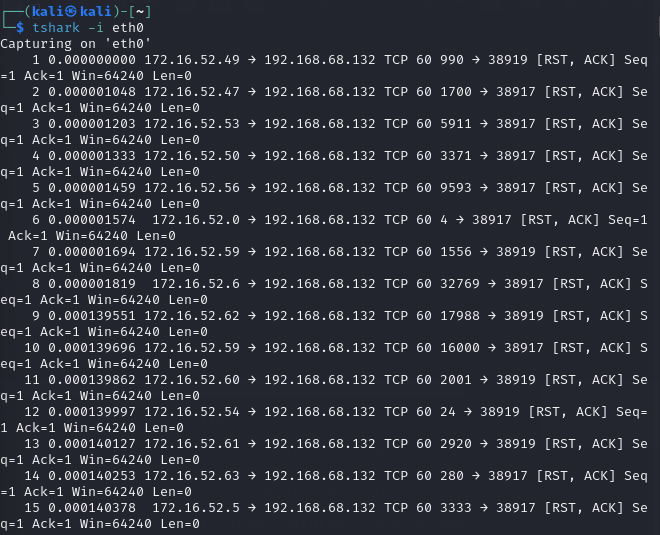 ┌──(kali㉿kali)-[~]
└─$ tshark -i eth0
Capturing on 'eth0'
    1 0.000000000 172.16.52.49 → 192.168.68.132 TCP 60 990 → 38919 [RST, ACK] Seq
=1 Ack=1 Win=64240 Len=0
    2 0.000001048 172.16.52.47 → 192.168.68.132 TCP 60 1700 → 38917 [RST, ACK] Se
q=1 Ack=1 Win=64240 Len=0
    3 0.000001203 172.16.52.53 → 192.168.68.132 TCP 60 5911 → 38917 [RST, ACK] Se
q=1 Ack=1 Win=64240 Len=0
    4 0.000001333 172.16.52.50 → 192.168.68.132 TCP 60 3371 → 38917 [RST, ACK] Se
q=1 Ack=1 Win=64240 Len=0
    5 0.000001459 172.16.52.56 → 192.168.68.132 TCP 60 9593 → 38917 [RST, ACK] Se
q=1 Ack=1 Win=64240 Len=0
    6 0.000001574  172.16.52.0 → 192.168.68.132 TCP 60 4 → 38917 [RST, ACK] Seq=1
 Ack=1 Win=64240 Len=0
    7 0.000001694 172.16.52.59 → 192.168.68.132 TCP 60 1556 → 38919 [RST, ACK] Se
q=1 Ack=1 Win=64240 Len=0
    8 0.000001819  172.16.52.6 → 192.168.68.132 TCP 60 32769 → 38917 [RST, ACK] S
eq=1 Ack=1 Win=64240 Len=0
    9 0.000139551 172.16.52.62 → 192.168.68.132 TCP 60 17988 → 38919 [RST, ACK] S
eq=1 Ack=1 Win=64240 Len=0
   10 0.000139696 172.16.52.59 → 192.168.68.132 TCP 60 16000 → 38917 [RST, ACK] S
eq=1 Ack=1 Win=64240 Len=0
   11 0.000139862 172.16.52.60 → 192.168.68.132 TCP 60 2001 → 38919 [RST, ACK] Se
q=1 Ack=1 Win=64240 Len=0
   12 0.000139997 172.16.52.54 → 192.168.68.132 TCP 60 24 → 38919 [RST, ACK] Seq=
1 Ack=1 Win=64240 Len=0
   13 0.000140127 172.16.52.61 → 192.168.68.132 TCP 60 2920 → 38919 [RST, ACK] Se
q=1 Ack=1 Win=64240 Len=0
   14 0.000140253 172.16.52.63 → 192.168.68.132 TCP 60 280 → 38917 [RST, ACK] Seq
=1 Ack=1 Win=64240 Len=0
   15 0.000140378  172.16.52.5 → 192.168.68.132 TCP 60 3333 → 38917 [RST, ACK] Se
q=1 Ack=1 Win=64240 Len=0